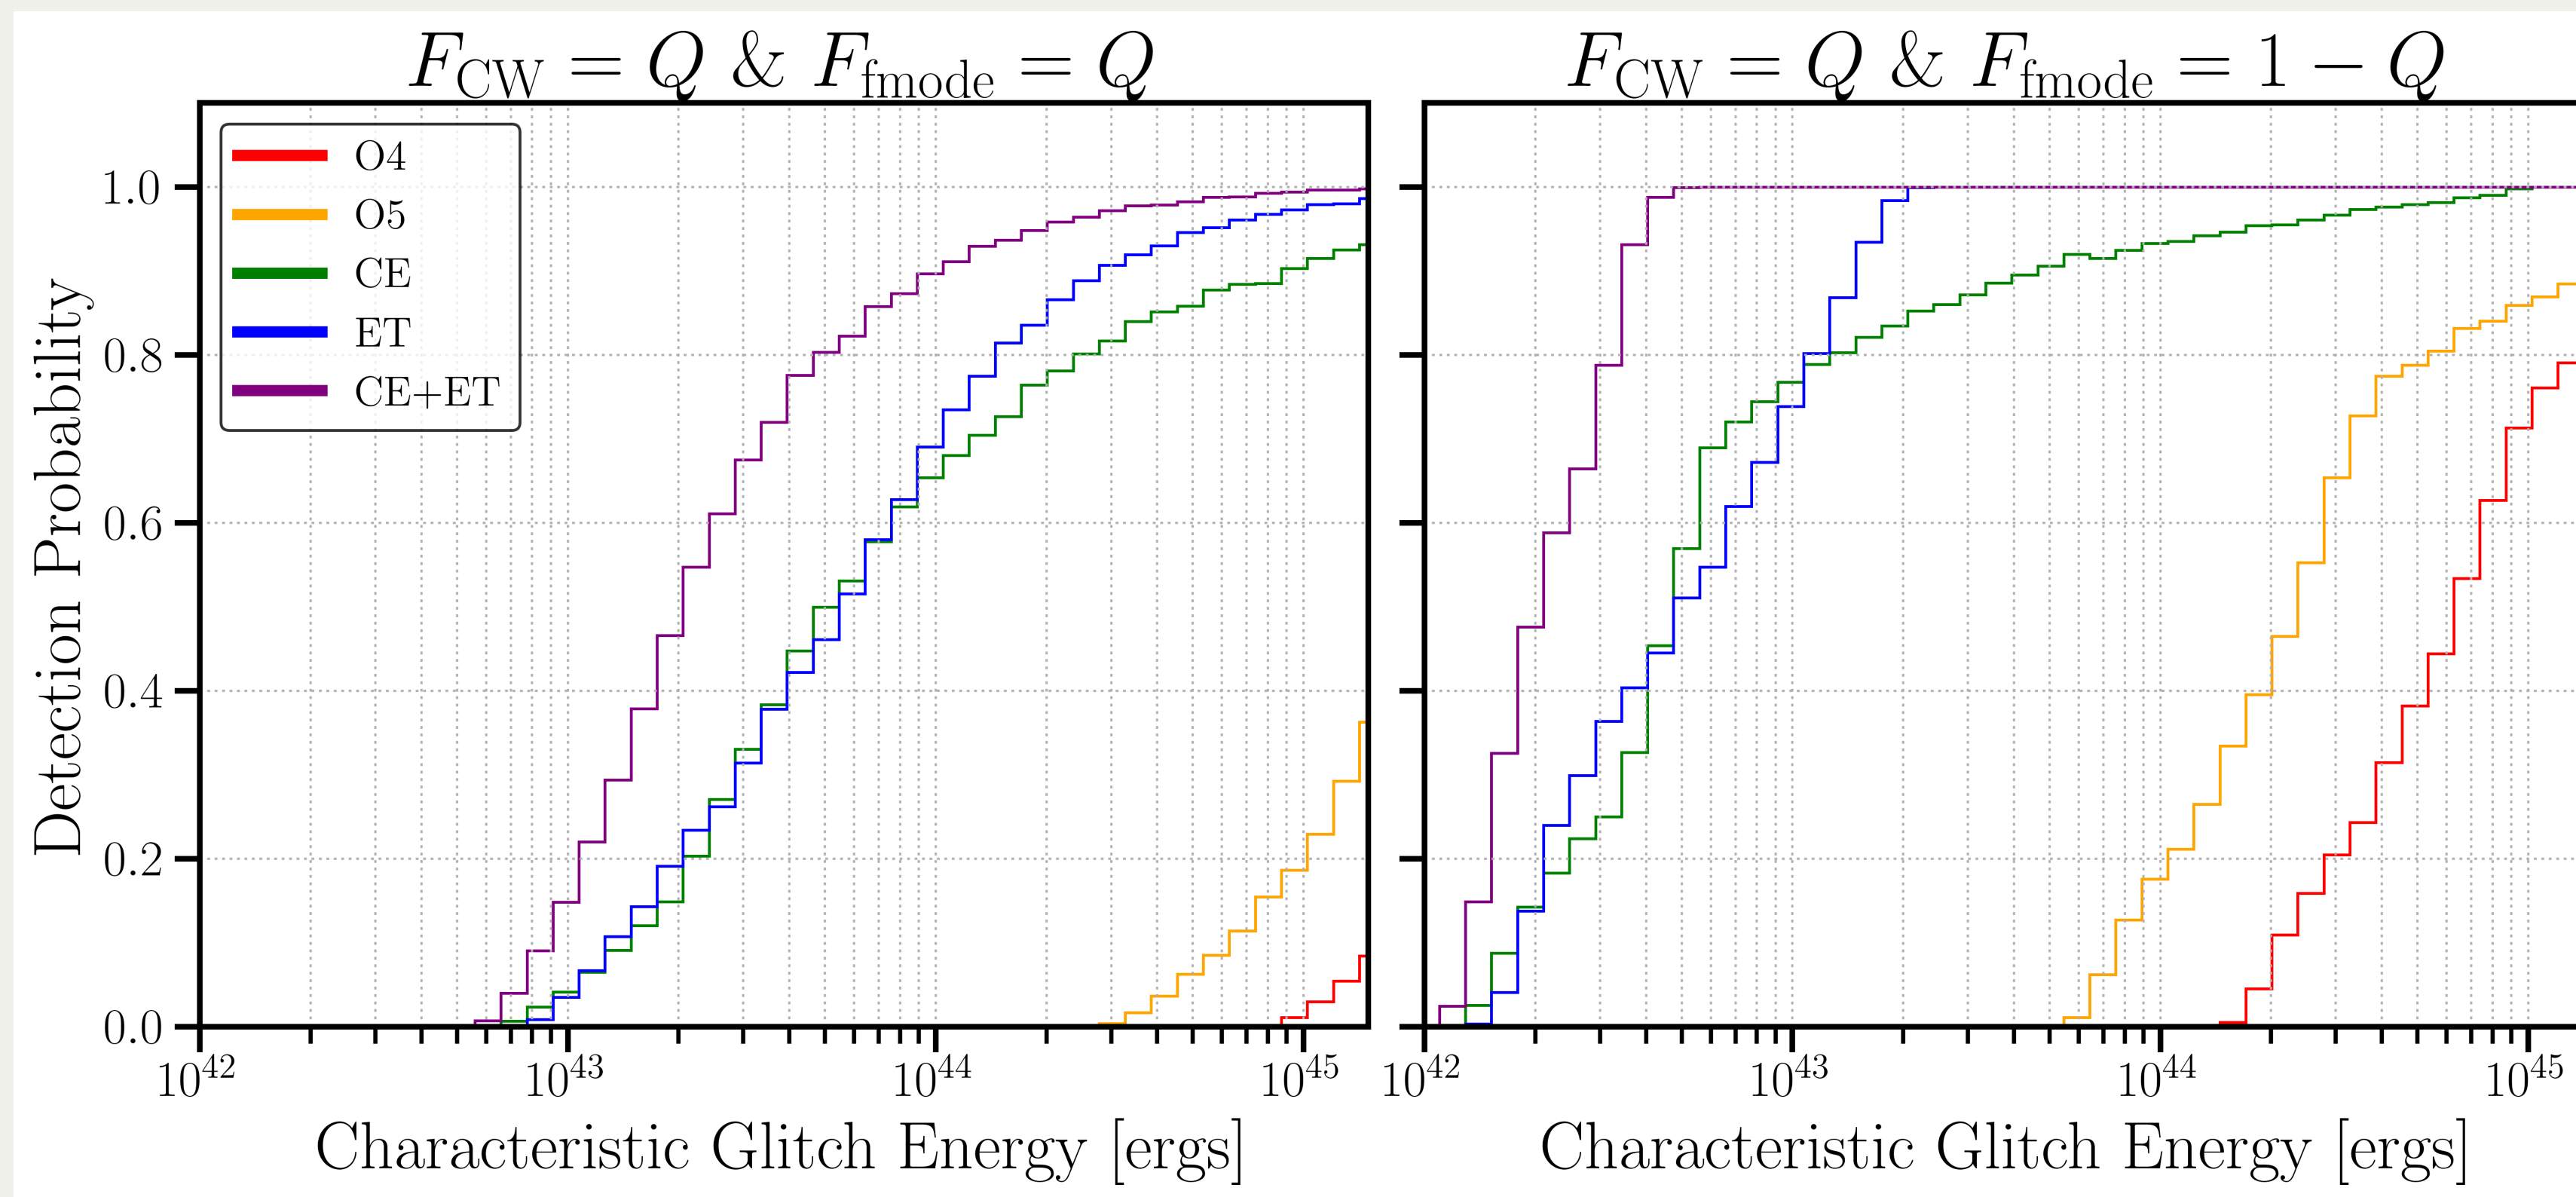 F_CW = Q & F_fmode = Q
F_CW = Q & F_fmode = 1 − Q
O4
O5
CE
ET
CE+ET
Detection Probability
1.0
0.8
0.6
0.4
0.2
0.0
10^42 10^43 10^44 10^45
10^42 10^43 10^44 10^45
Characteristic Glitch Energy [ergs]
Characteristic Glitch Energy [ergs]